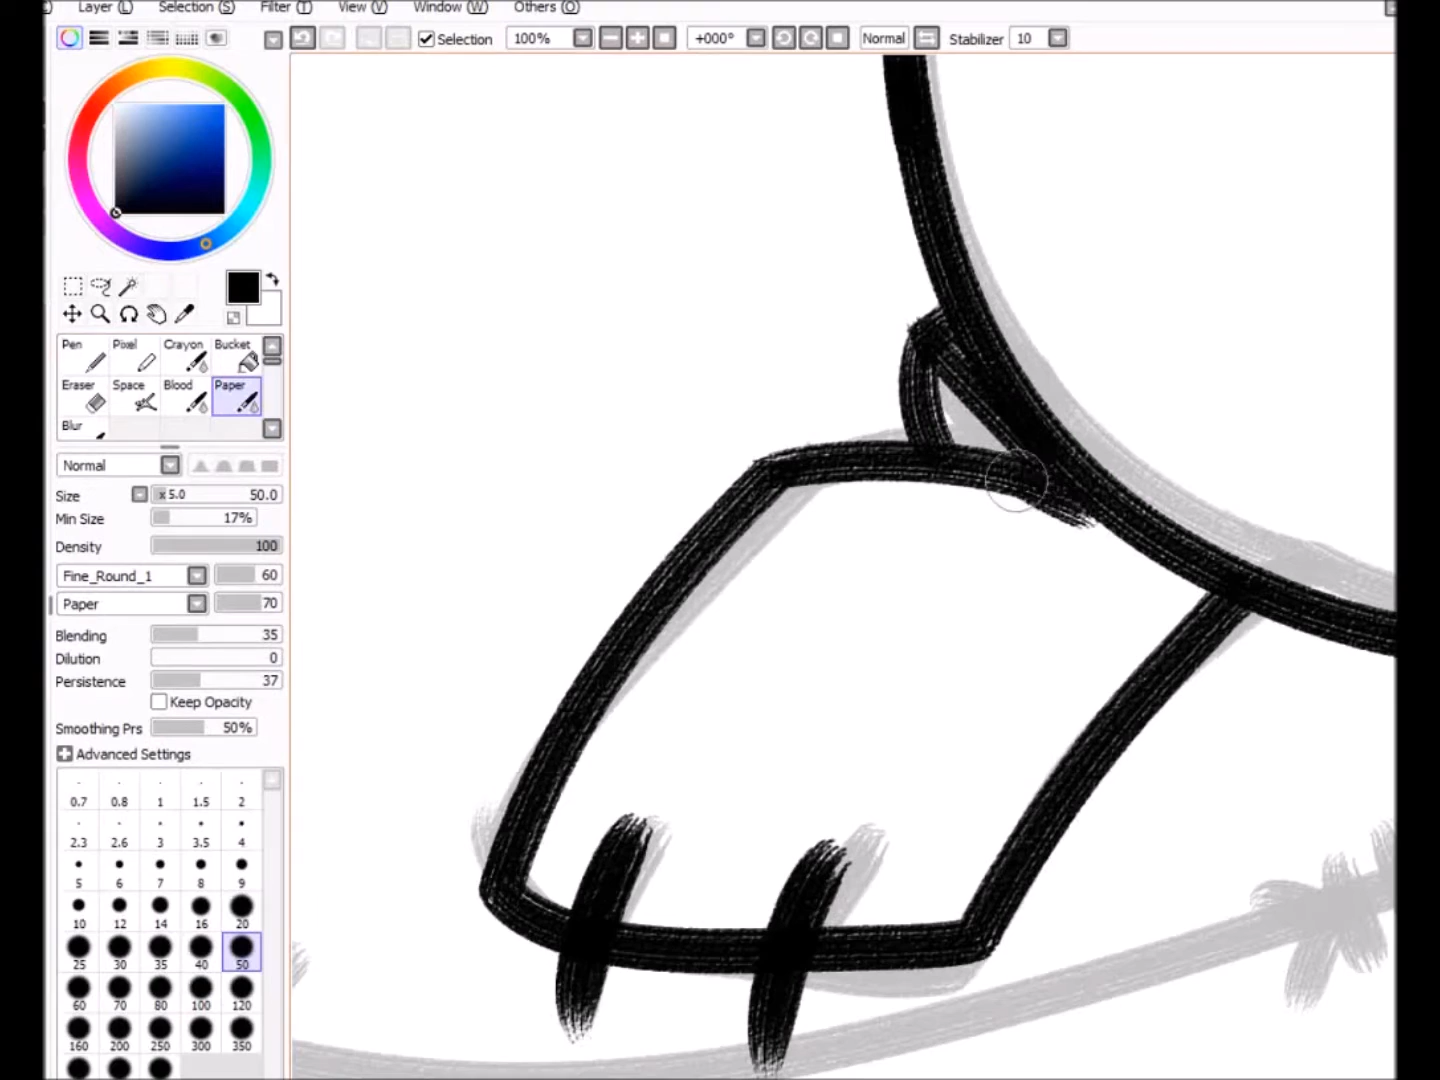 Layer (L) Selection (S) Filter (T) View (V) Window (W) Others (O)
Selection 100% +000° Normal Stabilizer 10
Pen Pixel Crayon Bucket
Eraser Space Blood Paper
Blur
Normal
Size x 5.0 50.0
Min Size 17%
Density 100
Fine_Round_1 60
Paper 70
Blending 35
Dilution 0
Persistence 37
Keep Opacity
Smoothing Prs 50%
Advanced Settings
0.7 0.8 1 1.5 2
2.3 2.6 3 3.5 4
5 6 7 8 9
10 12 14 16 20
25 30 35 40 50
60 70 80 100 120
160 200 250 300 350